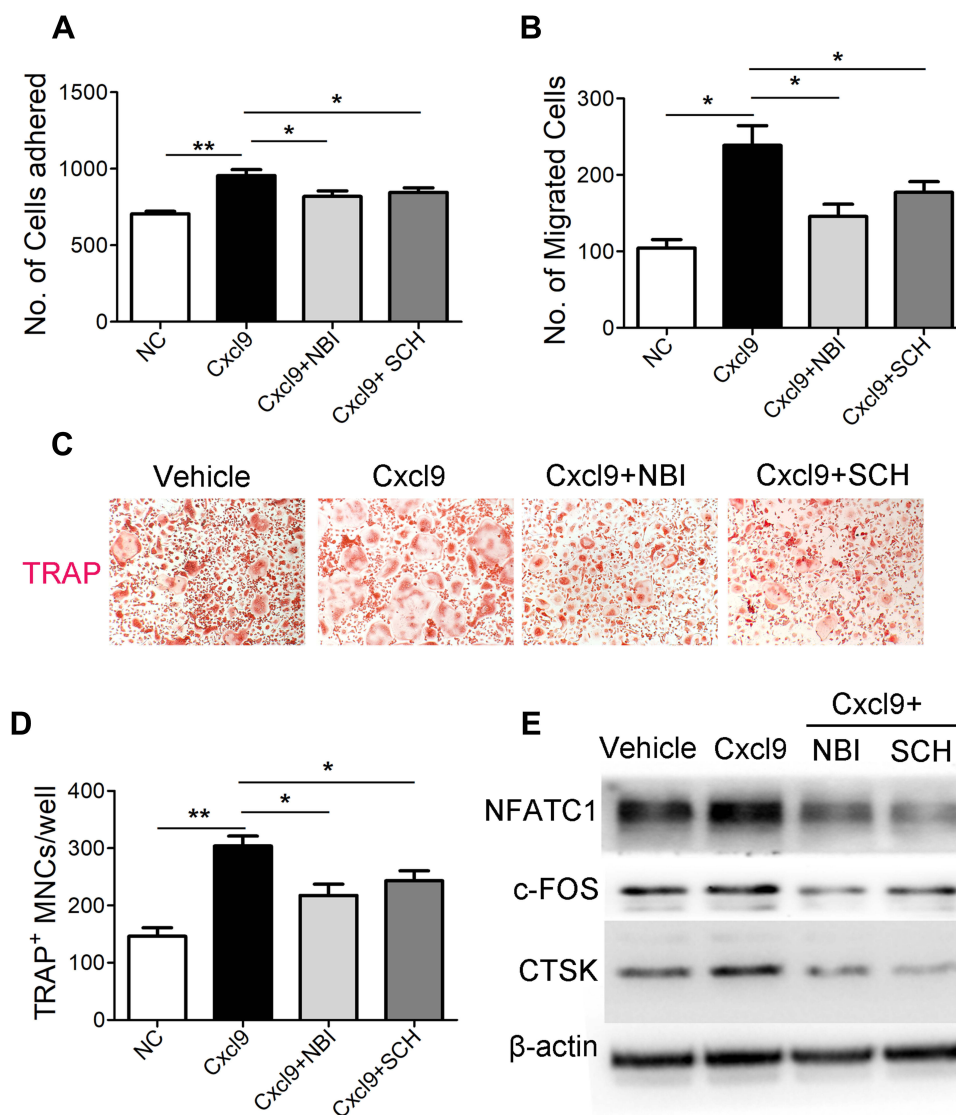 A
No. of Cells adhered
1500
1000
500
0
**
*
*
NC
Cxcl9
Cxcl9+NBI
Cxcl9+ SCH
B
No. of Migrated Cells
300
200
100
0
*
*
*
NC
Cxcl9
Cxcl9+NBI
Cxcl9+SCH
C
Vehicle
Cxcl9
Cxcl9+NBI
Cxcl9+SCH
TRAP
D
TRAP⁺ MNCs/well
400
300
200
100
0
**
*
*
NC
Cxcl9
Cxcl9+NBI
Cxcl9+SCH
E
Cxcl9+
Vehicle Cxcl9 NBI SCH
NFATC1
c-FOS
CTSK
β-actin